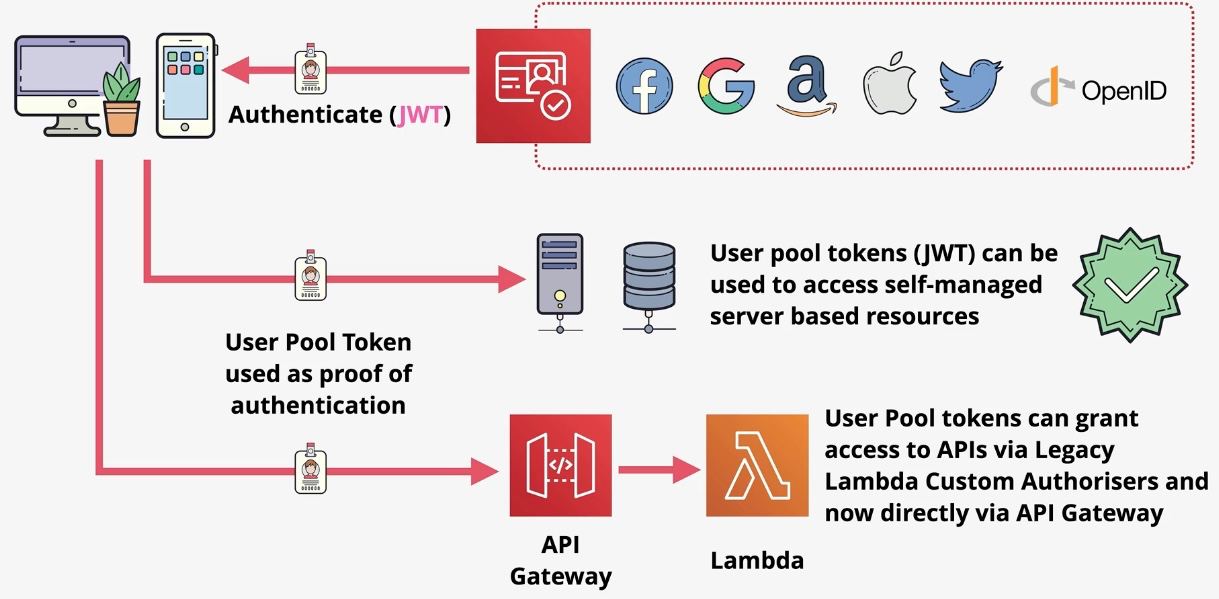 Authenticate (JWT)
OpenID
User pool tokens (JWT) can be
used to access self-managed
server based resources
User Pool Token
used as proof of
authentication
User Pool tokens can grant
access to APIs via Legacy
Lambda Custom Authorisers and
now directly via API Gateway
API
Gateway
Lambda